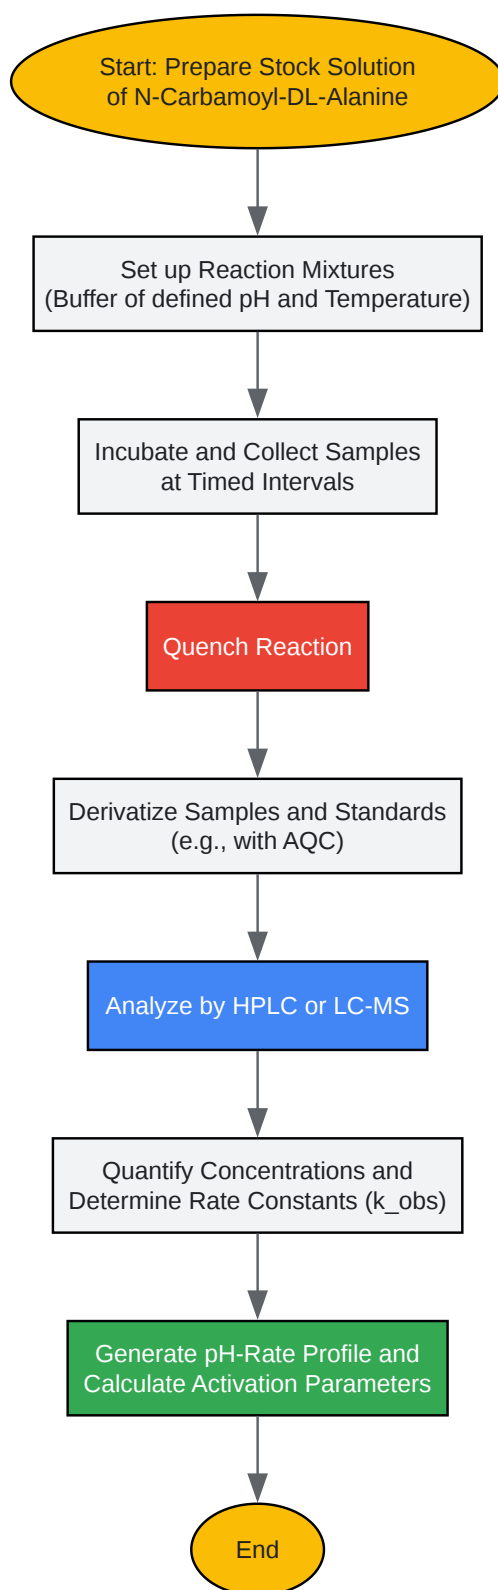 Start: Prepare Stock Solution
of N-Carbamoyl-DL-Alanine
Set up Reaction Mixtures
(Buffer of defined pH and Temperature)
Incubate and Collect Samples
at Timed Intervals
Quench Reaction
Derivatize Samples and Standards
(e.g., with AQC)
Analyze by HPLC or LC-MS
Quantify Concentrations and
Determine Rate Constants (k_obs)
Generate pH-Rate Profile and
Calculate Activation Parameters
End